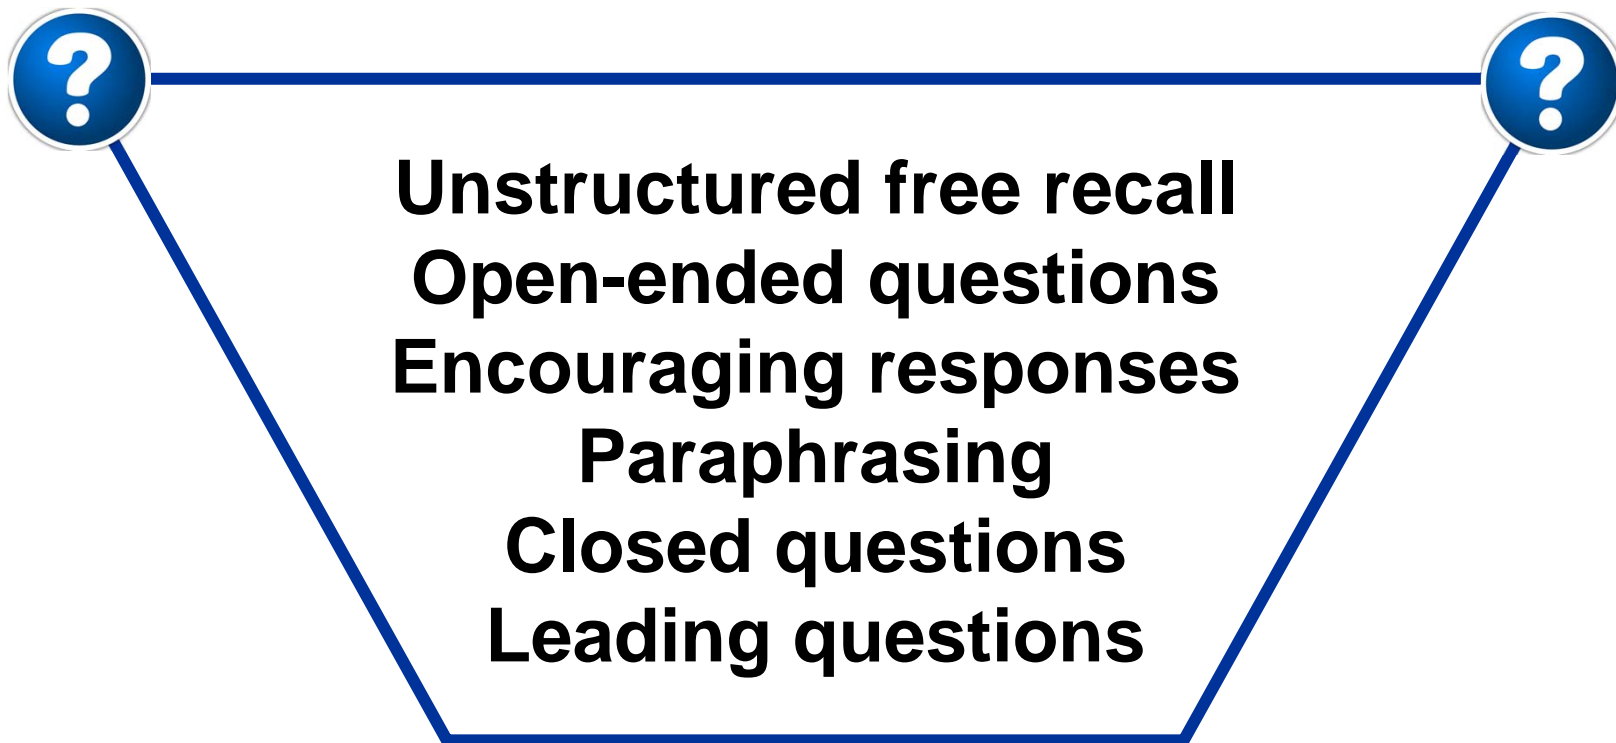 ?
?
Unstructured free recall
Open-ended questions
Encouraging responses
Paraphrasing
Closed questions
Leading questions